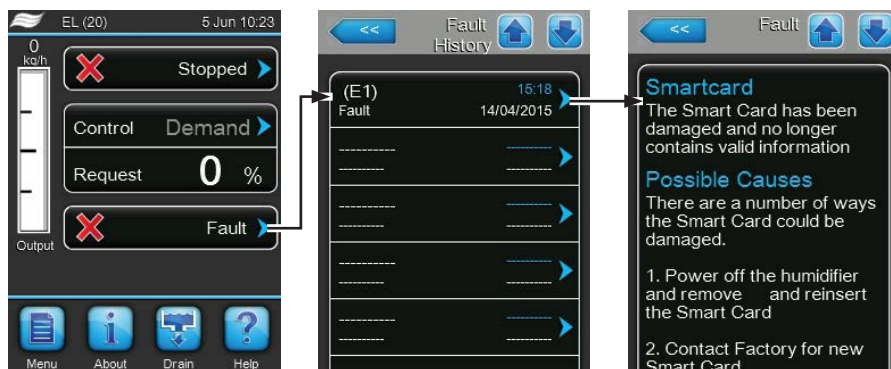 EL (20) 5 Jun 10:23
0
kg/h
Stopped
Control Demand
Request 0 %
Fault
Output
Menu About Drain Help
<<
Fault
History
(E1) 15:18
Fault 14/04/2015
---------- ----------
---------- ----------
---------- ----------
---------- ----------
---------- ----------
---------- ----------
---------- ----------
---------- ----------
<<
Fault
Smartcard
The Smart Card has been
damaged and no longer
contains valid information
Possible Causes
There are a number of ways
the Smart Card could be
damaged.
1. Power off the humidifier
and remove and reinsert
the Smart Card
2. Contact Factory for new
Smart Card